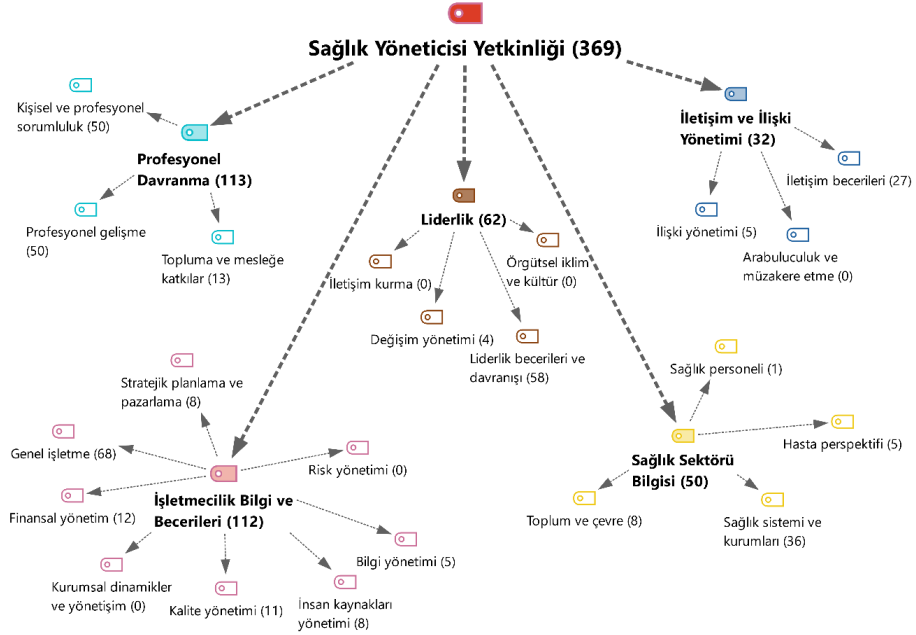 Sağlık Yöneticisi Yetkinliği (369)
Kişisel ve profesyonel
sorumluluk (50)
Profesyonel
Davranma (113)
Profesyonel gelişme
(50)
Topluma ve mesleğe
katkılar (13)
Liderlik (62)
İletişim kurma (0)
Örgütsel iklim
ve kültür (0)
Değişim yönetimi (4)
Liderlik becerileri ve
davranışı (58)
İletişim ve İlişki
Yönetimi (32)
İletişim becerileri (27)
İlişki yönetimi (5)
Arabuluculuk ve
müzakere etme (0)
Stratejik planlama ve
pazarlama (8)
Genel işletme (68)
Risk yönetimi (0)
İşletmecilik Bilgi ve
Becerileri (112)
Finansal yönetim (12)
Bilgi yönetimi (5)
Kurumsal dinamikler
ve yönetişim (0)
Kalite yönetimi (11)
İnsan kaynakları
yönetimi (8)
Sağlık personeli (1)
Hasta perspektifi (5)
Sağlık Sektörü
Bilgisi (50)
Toplum ve çevre (8)
Sağlık sistemi ve
kurumları (36)